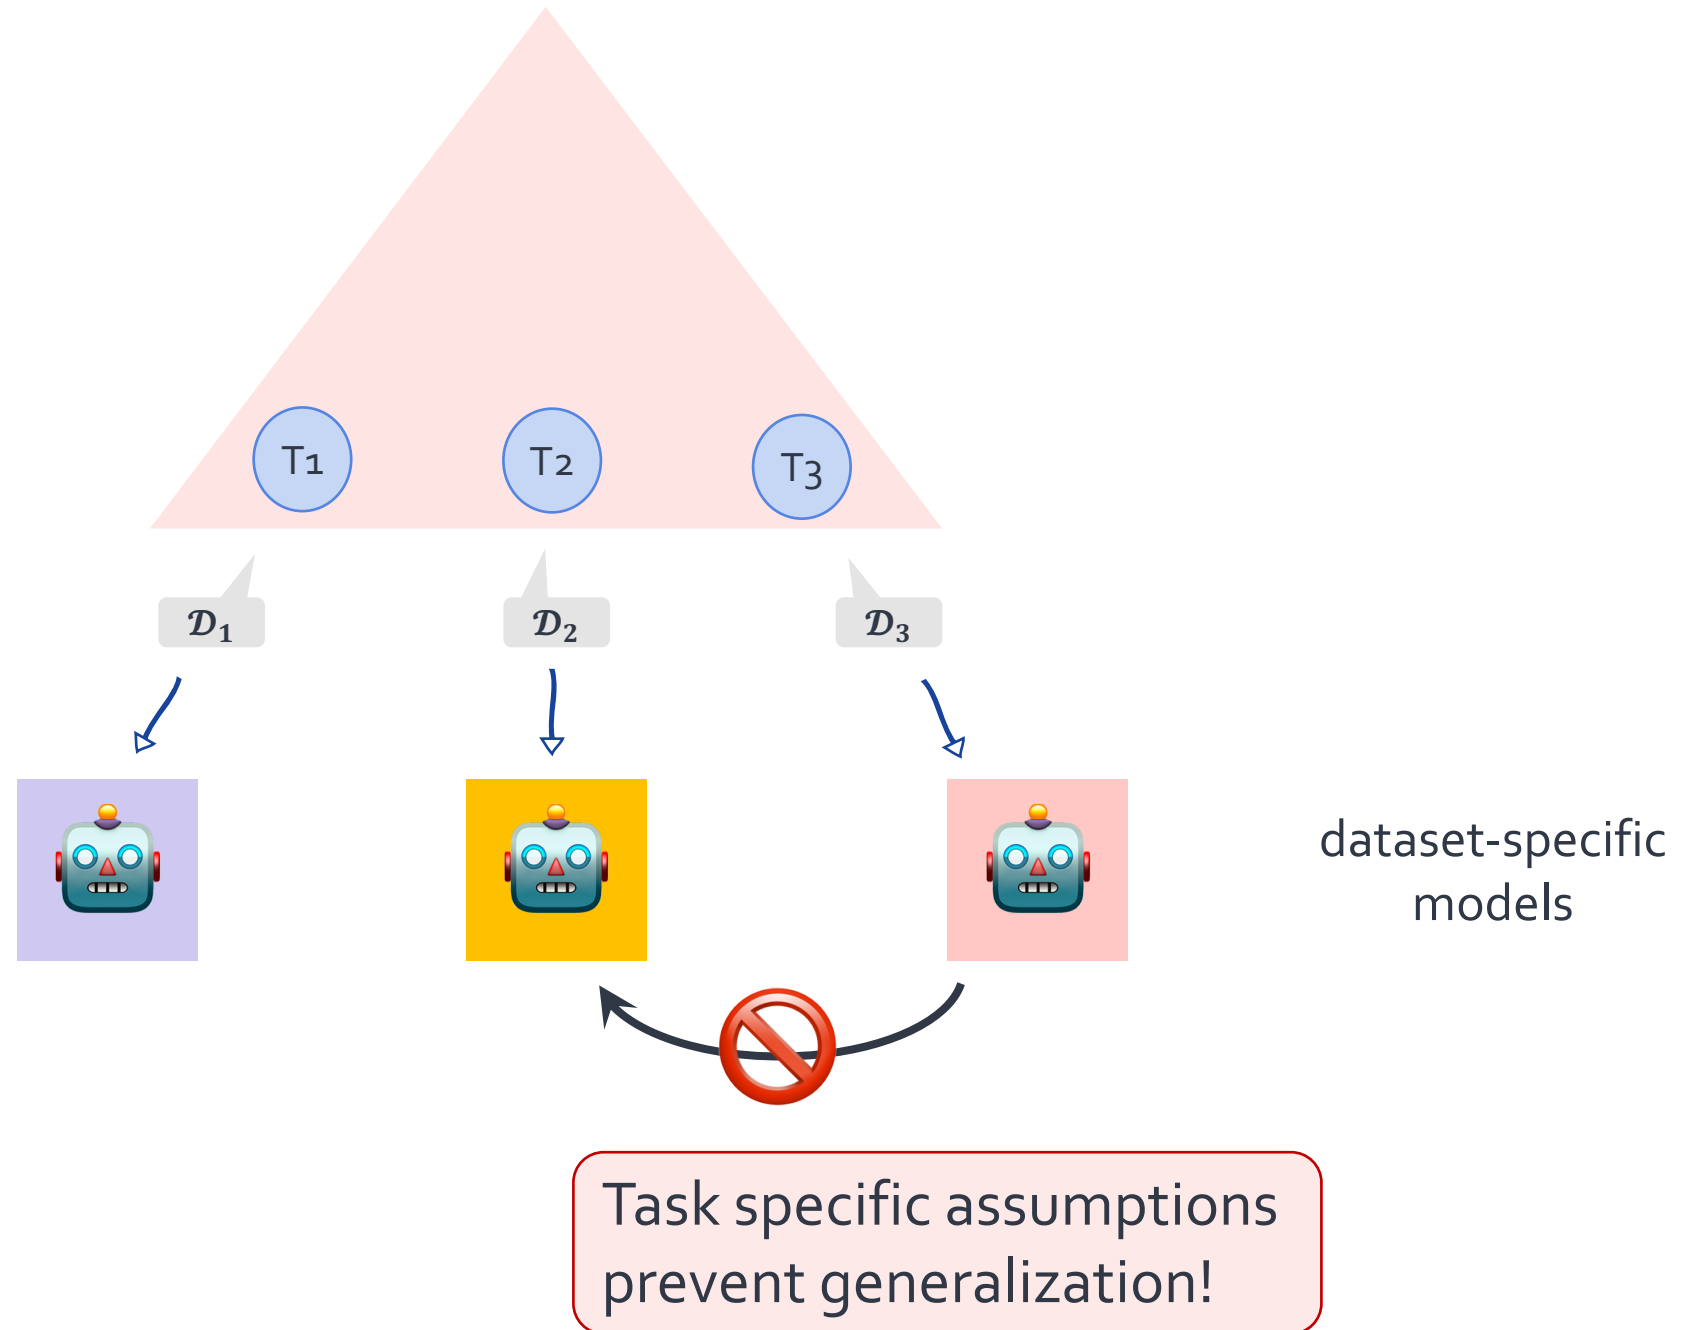 T1
T2
T3
𝒟₁
𝒟₂
𝒟₃
dataset-specific
models
Task specific assumptions
prevent generalization!